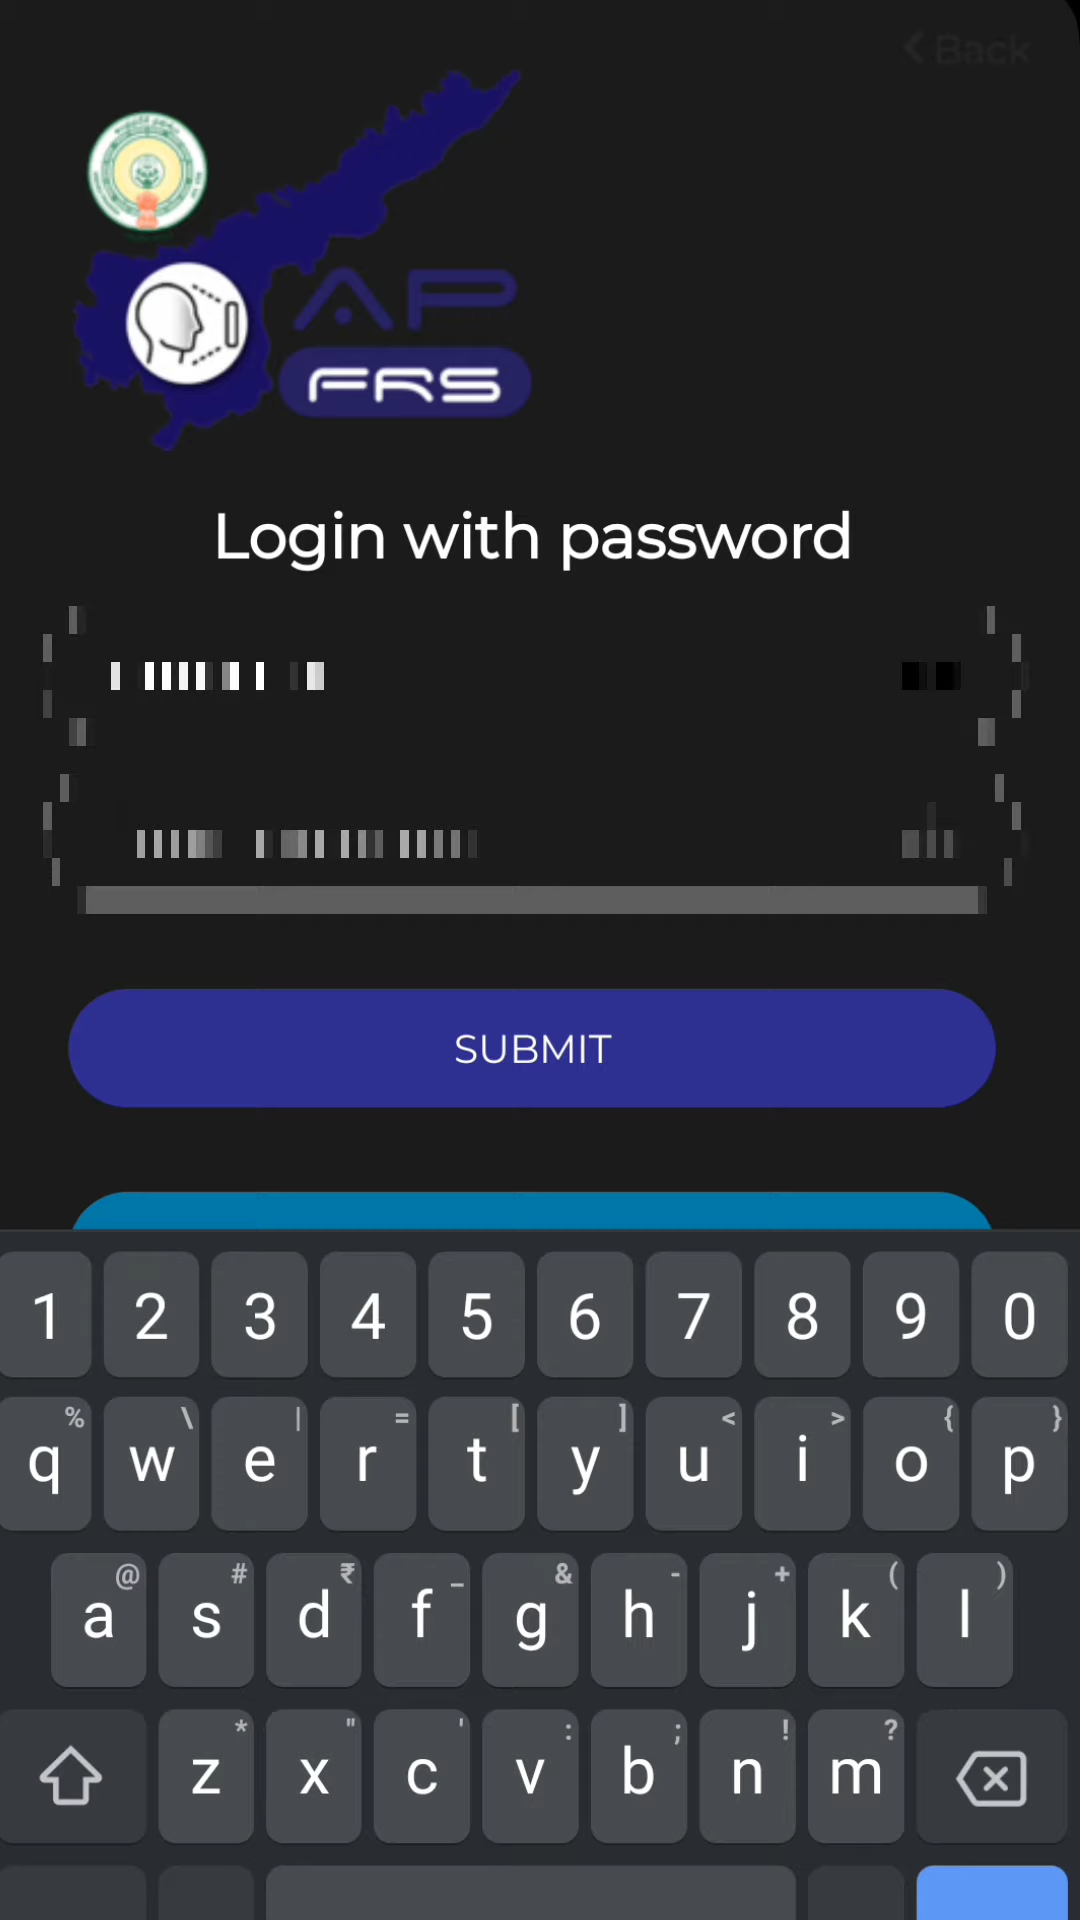 Back
AP
FRS
Login with password
SUBMIT
1 2 3 4 5 6 7 8 9 0
% \ | = [ ] < > { }
q w e r t y u i o p
@ # ₹ _ & - + ( )
a s d f g h j k l
* " ' : ; ! ?
z x c v b n m